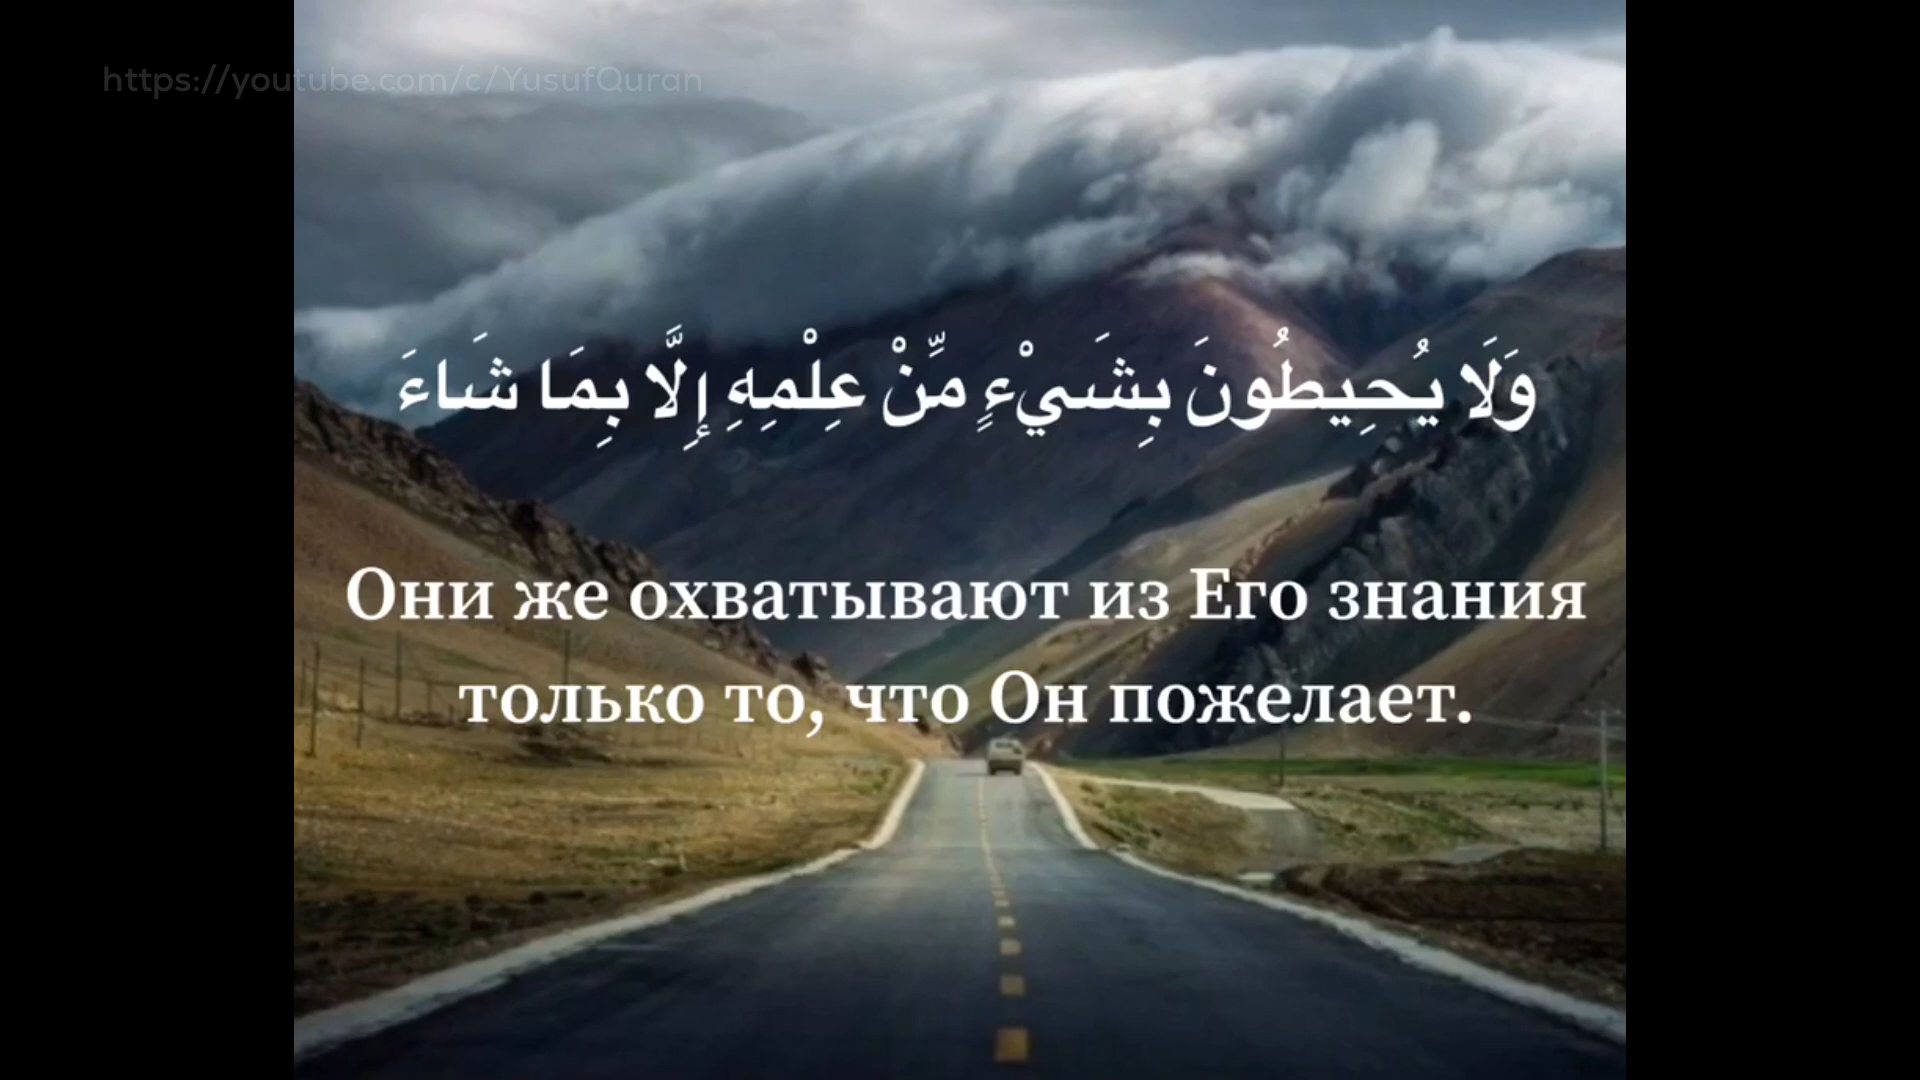 https://youtube.com/c/YusufQuran
وَلَا يُحِيطُونَ بِشَيْءٍ مِّنْ عِلْمِهِ إِلَّا بِمَا شَاءَ
Они же охватывают из Его знания
только то, что Он пожелает.